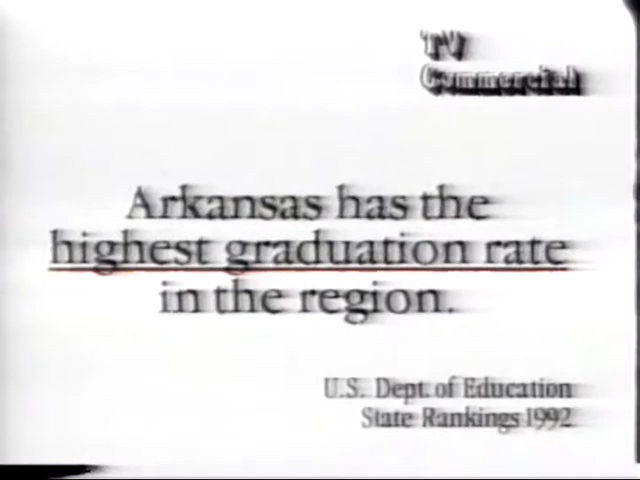 TV
Commercial
Arkansas has the
highest graduation rate
in the region.
U.S. Dept. of Education
State Rankings 1992